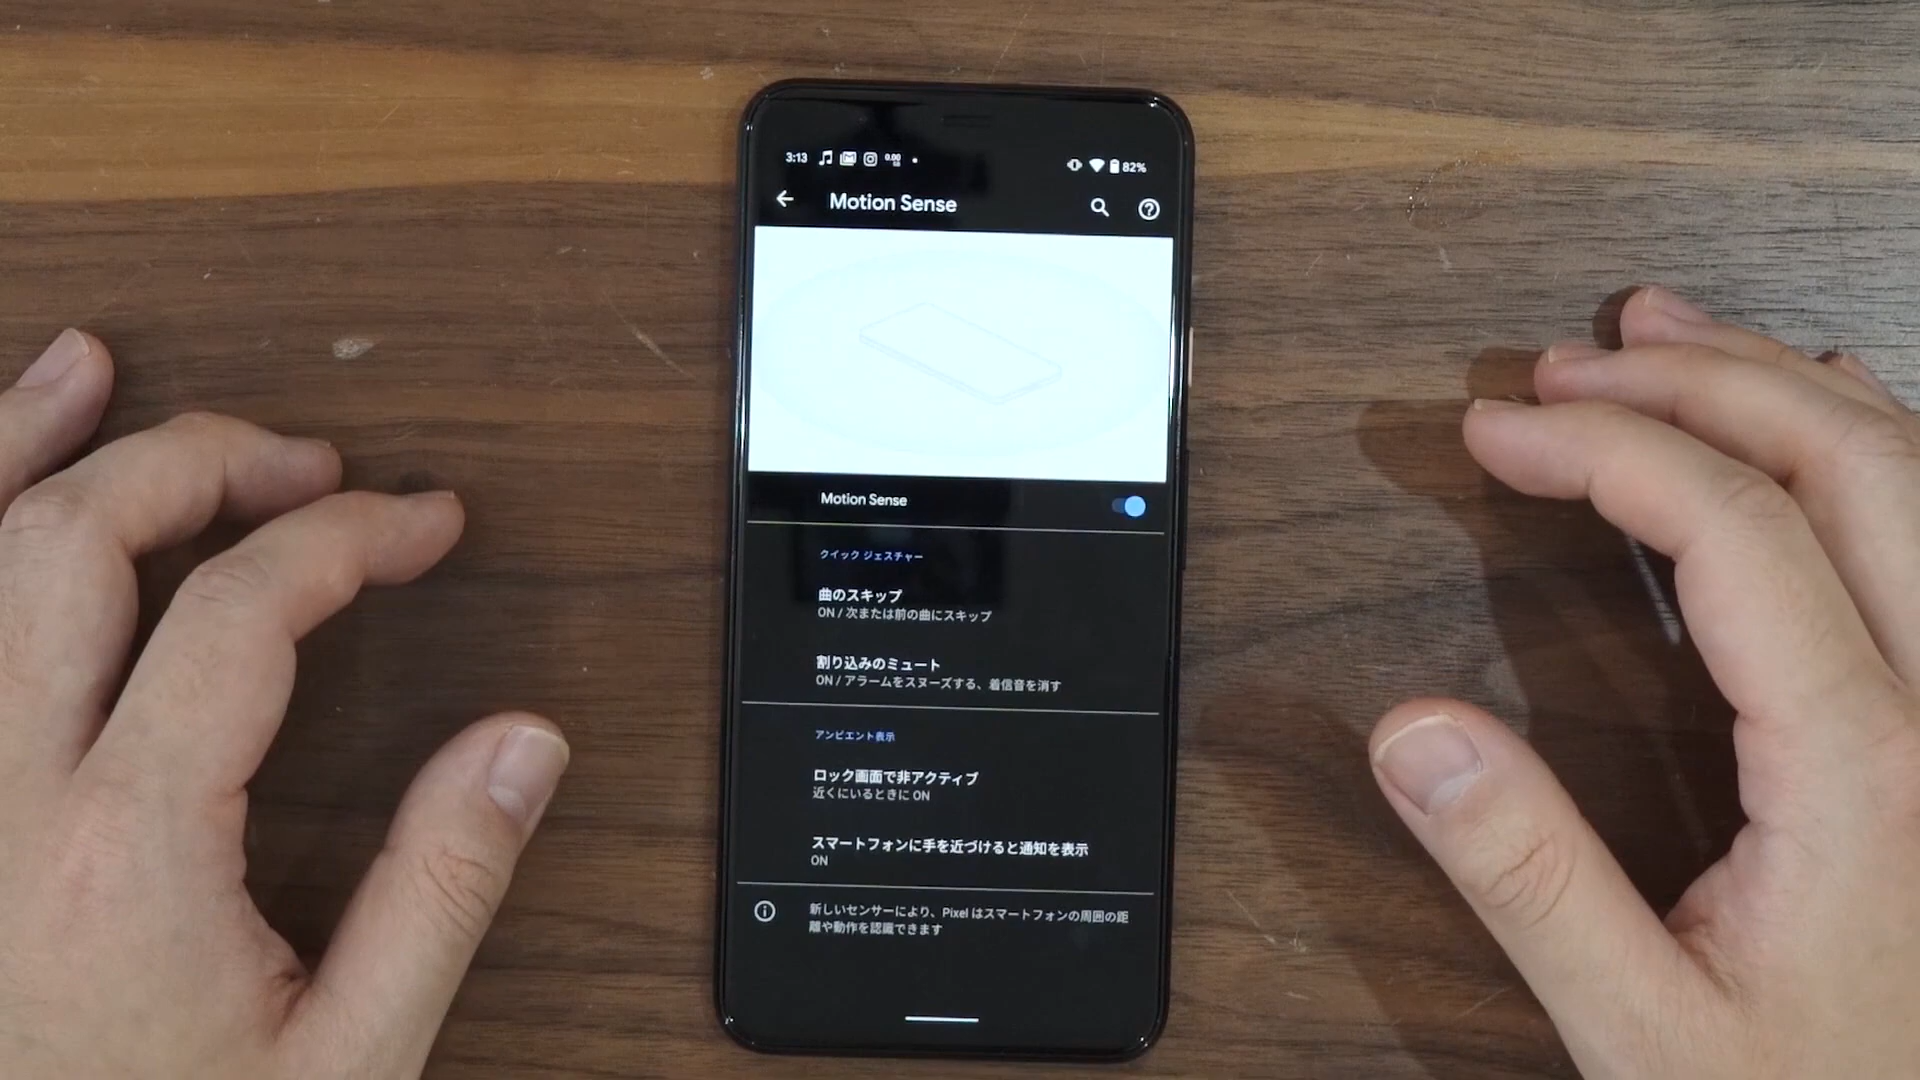 3:13
82%
Motion Sense
Motion Sense
クイック ジェスチャー
曲のスキップ
ON / 次または前の曲にスキップ
割り込みのミュート
ON / アラームをスヌーズする、着信音を消す
アンビエント表示
ロック画面で非アクティブ
近くにいるときに ON
スマートフォンに手を近づけると通知を表示
ON
新しいセンサーにより、Pixel はスマートフォンの周囲の距
離や動作を認識できます